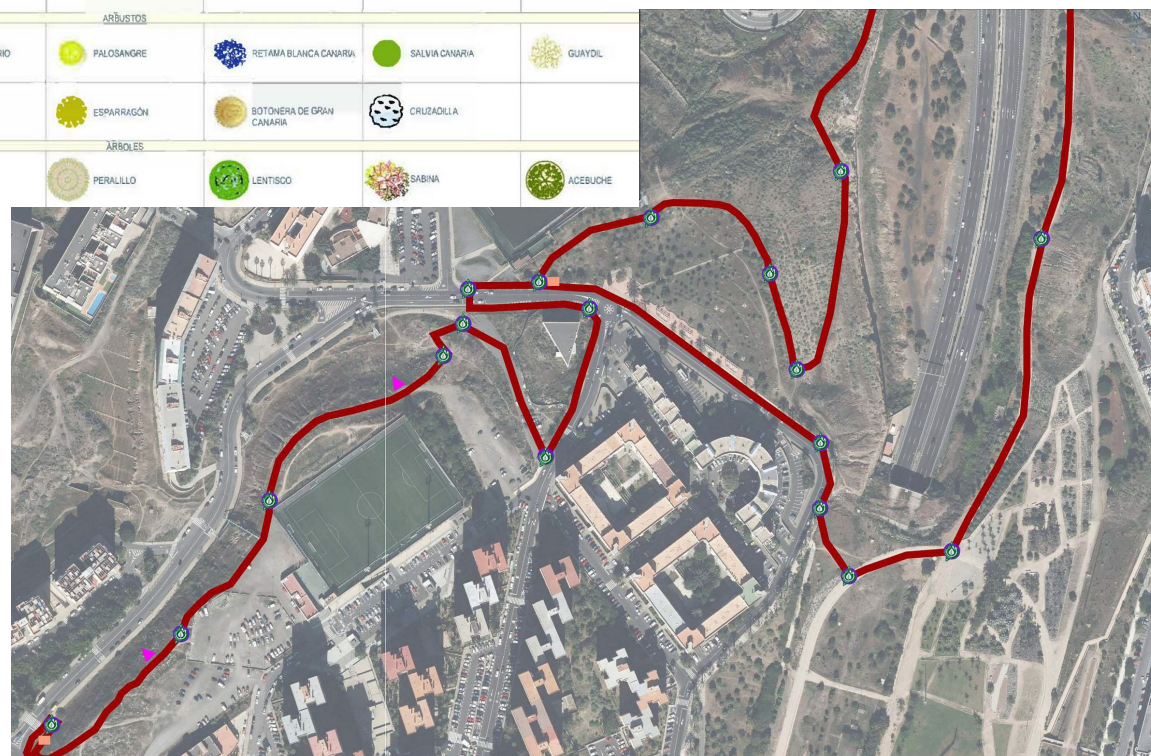 ARBUSTOS
RIO
PALOSANGRE
RETAMA BLANCA CANARIA
SALVIA CANARIA
GUAYDIL
ESPARRAGÓN
BOTONERA DE GRAN
CANARIA
CRUZADILLA
ÁRBOLES
PERALILLO
LENTISCO
SABINA
ACEBUCHE
N